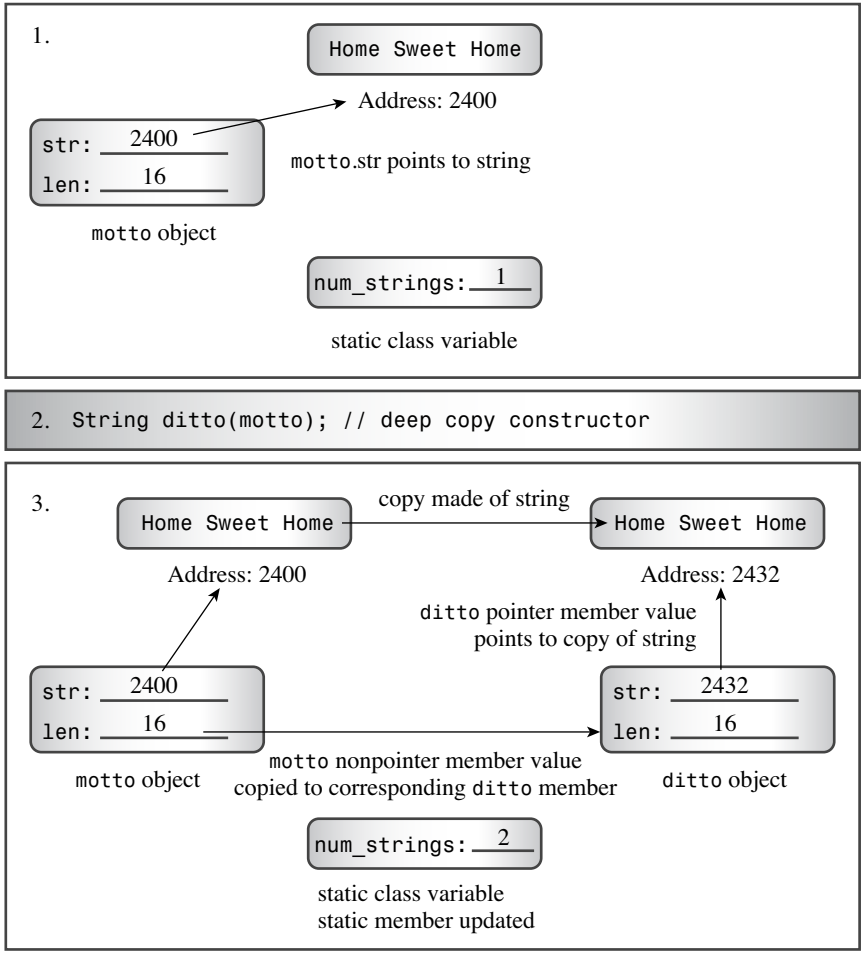 1.
Home Sweet Home
Address: 2400
str: 2400
len: 16
motto.str points to string
motto object
num_strings: 1
static class variable
2. String ditto(motto); // deep copy constructor
3.
copy made of string
Home Sweet Home
Home Sweet Home
Address: 2400
Address: 2432
ditto pointer member value
points to copy of string
str: 2400
len: 16
str: 2432
len: 16
motto object
motto nonpointer member value
copied to corresponding ditto member
ditto object
num_strings: 2
static class variable
static member updated